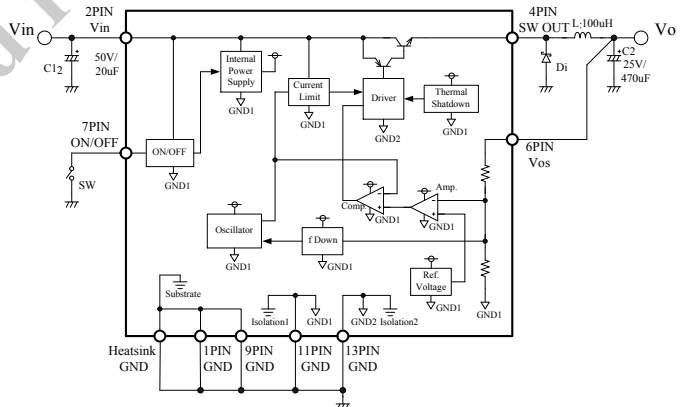 2PIN
Vin
4PIN
SW OUT
L:100uH
Vin
Vo
C12
50V/
20uF
Internal
Power
Supply
GND1
Current
Limit
GND1
Driver
GND2
Thermal
Shatdown
GND1
Di
C2
25V/
470uF
7PIN
ON/OFF
ON/OFF
GND1
SW
6PIN
Vos
Comp.
GND1
Amp.
GND1
Oscillator
GND1
f Down
GND1
Ref.
Voltage
GND1
GND1
Substrate
Isolation1
GND1
GND2
Isolation2
Heatsink
GND
1PIN
GND
9PIN
GND
11PIN
GND
13PIN
GND